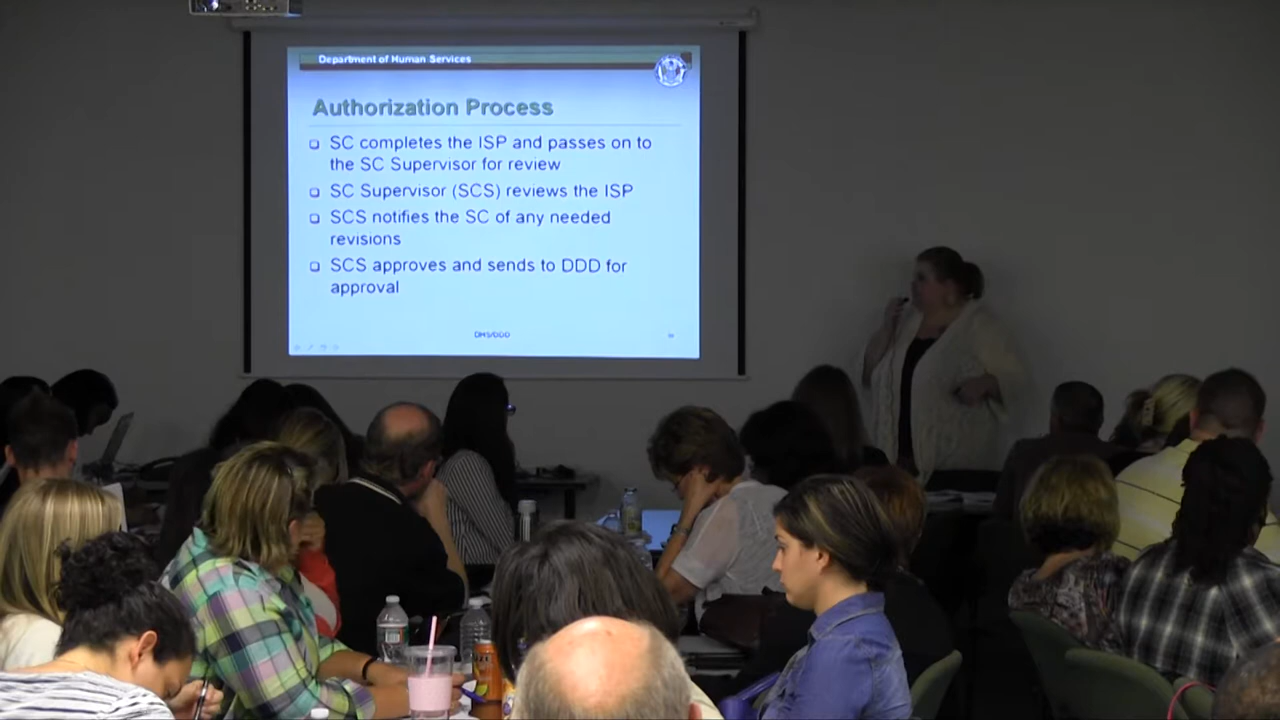 Department of Human Services
Authorization Process
SC completes the ISP and passes on to
the SC Supervisor for review
SC Supervisor (SCS) reviews the ISP
SCS notifies the SC of any needed
revisions
SCS approves and sends to DDD for
approval